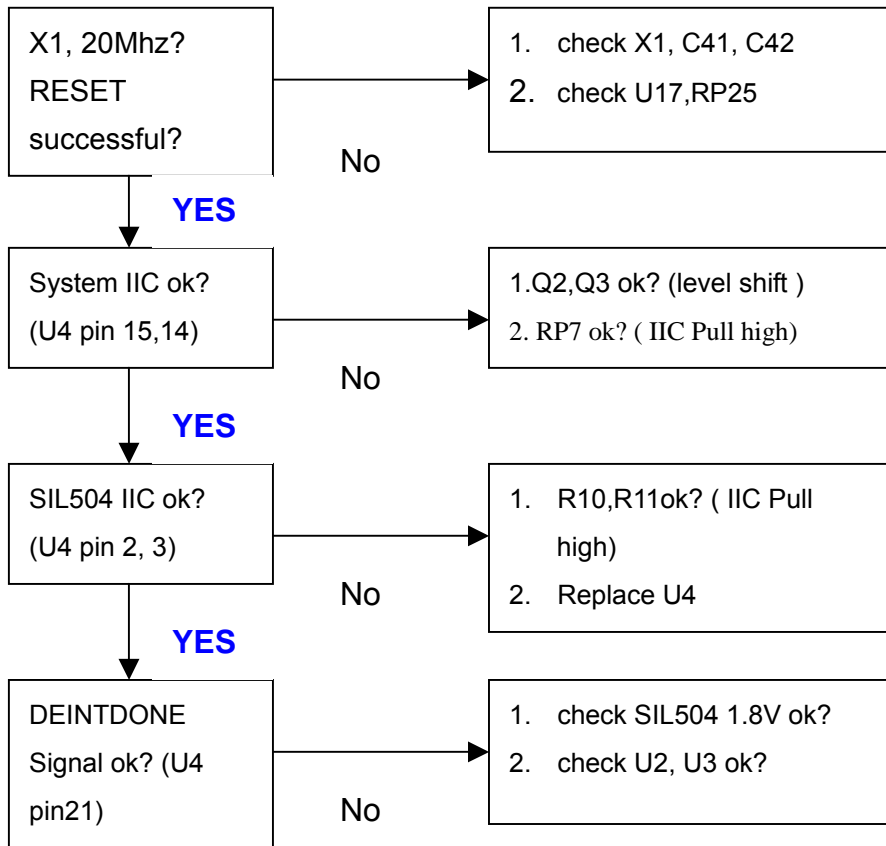 X1, 20Mhz?
RESET
successful?
1. check X1, C41, C42
2. check U17,RP25
No
YES
System IIC ok?
(U4 pin 15,14)
1.Q2,Q3 ok? (level shift )
2. RP7 ok? ( IIC Pull high)
No
YES
SIL504 IIC ok?
(U4 pin 2, 3)
1. R10,R11ok? ( IIC Pull
high)
2. Replace U4
No
YES
DEINTDONE
Signal ok? (U4
pin21)
1. check SIL504 1.8V ok?
2. check U2, U3 ok?
No